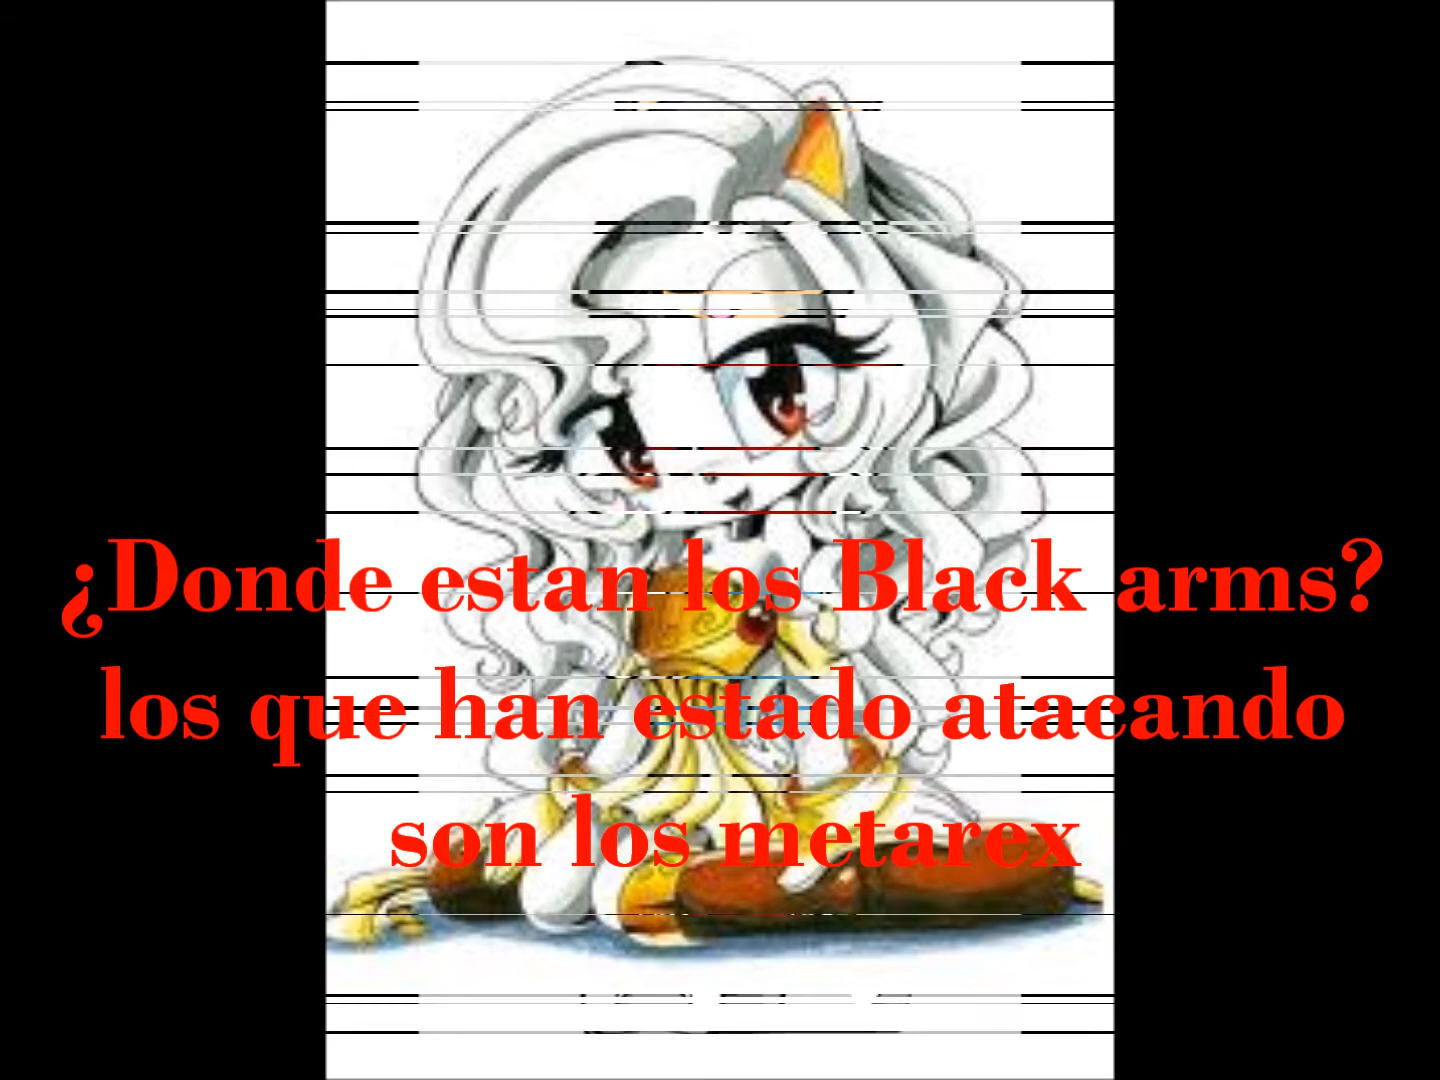 ¿Donde estan los Black arms?
los que han estado atacando
son los metarex